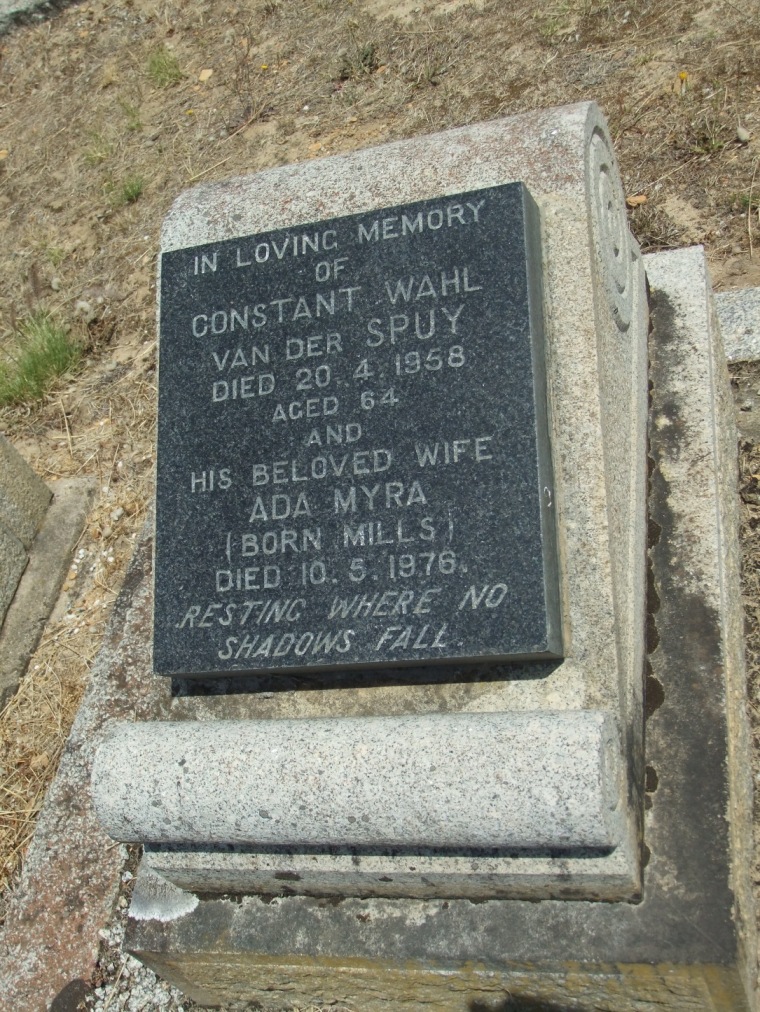 IN LOVING MEMORY
OF
CONSTANT WAHL
VAN DER SPUY
DIED 20.4.1958
AGED 64
AND
HIS BELOVED WIFE
ADA MYRA
(BORN MILLS)
DIED 10.5.1976.
RESTING WHERE NO
SHADOWS FALL.